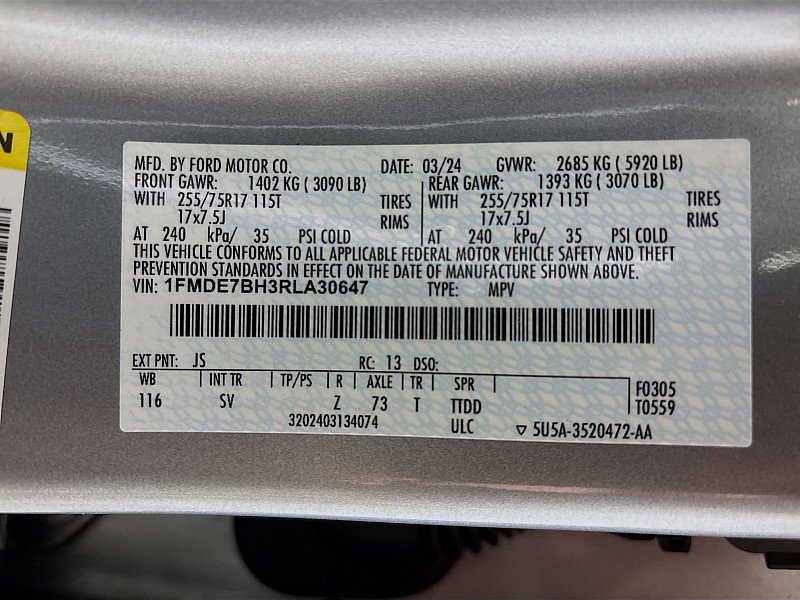 N
MFD. BY FORD MOTOR CO. DATE: 03/24 GVWR: 2685 KG ( 5920 LB)
FRONT GAWR: 1402 KG ( 3090 LB) REAR GAWR: 1393 KG ( 3070 LB)
WITH 255/75R17 115T TIRES WITH 255/75R17 115T TIRES
17x7.5J RIMS 17x7.5J RIMS
AT 240 kPa/ 35 PSI COLD AT 240 kPa/ 35 PSI COLD
THIS VEHICLE CONFORMS TO ALL APPLICABLE FEDERAL MOTOR VEHICLE SAFETY AND THEFT
PREVENTION STANDARDS IN EFFECT ON THE DATE OF MANUFACTURE SHOWN ABOVE.
VIN: 1FMDE7BH3RLA30647 TYPE: MPV
EXT PNT: JS RC: 13 DSO:
WB INT TR TP/PS R AXLE TR SPR F0305
116 SV Z 73 T TTDD T0559
3202403134074 ULC ▽ 5U5A-3520472-AA